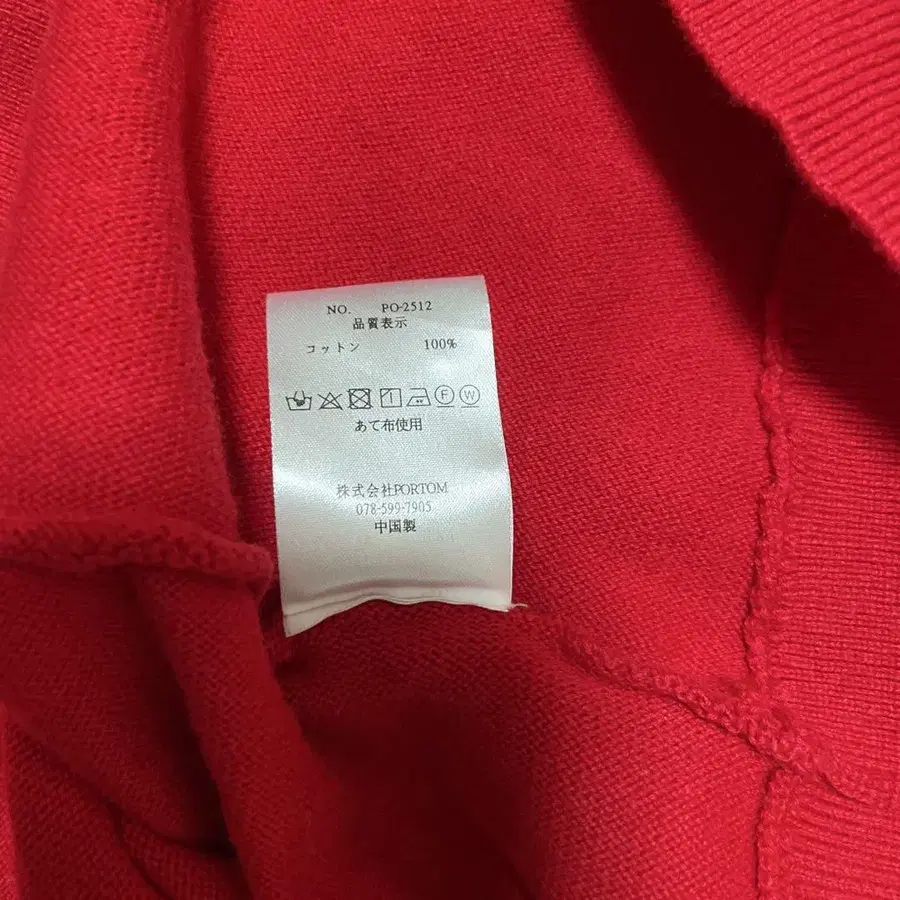 NO. PO-2512
品質表示
コットン 100%
F W
あて布使用
株式会社PORTOM
078-599-7905
中国製